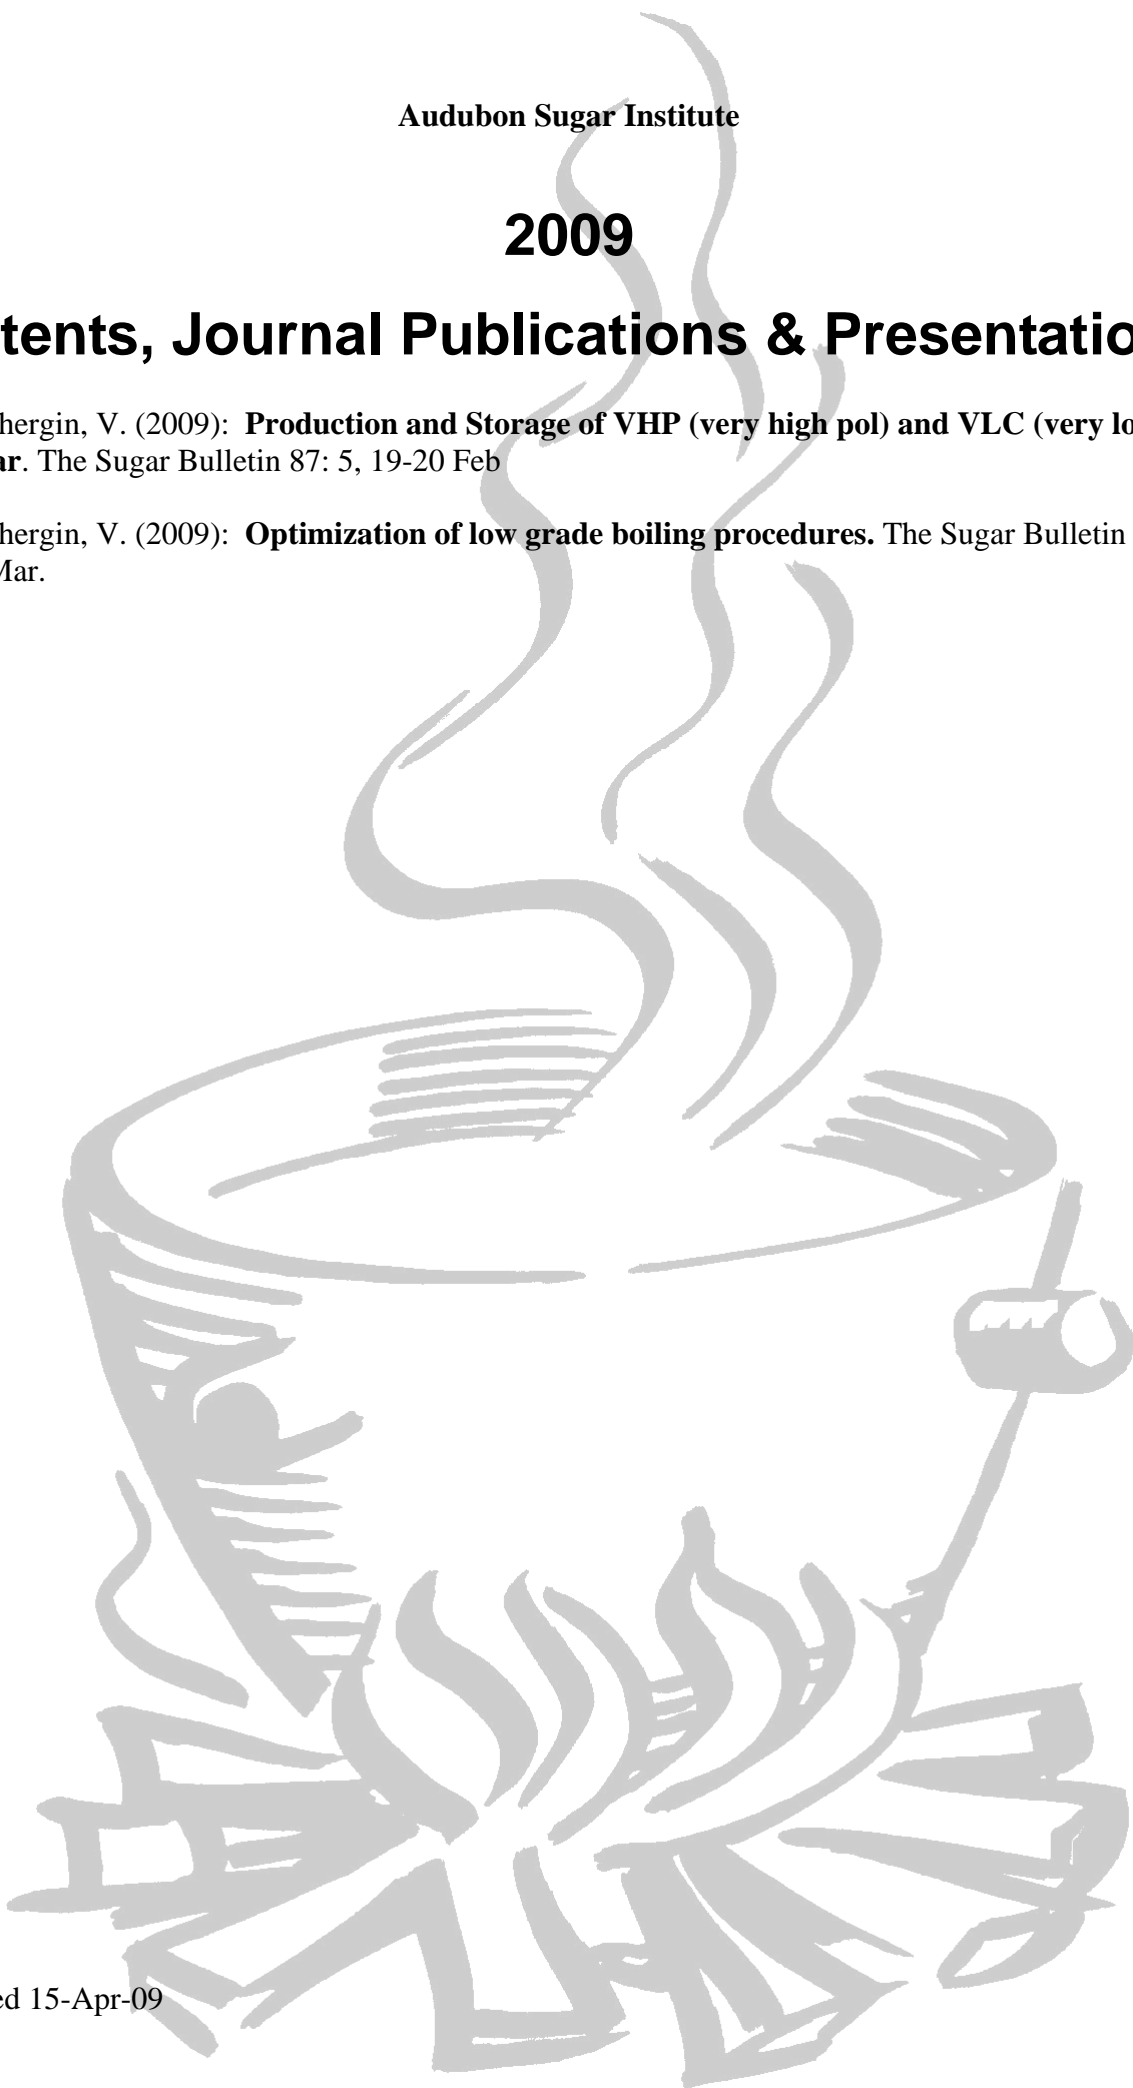 Audubon Sugar Institute
2009
tents, Journal Publications & Presentatio
hergin, V. (2009): Production and Storage of VHP (very high pol) and VLC (very lo
ar. The Sugar Bulletin 87: 5, 19-20 Feb
hergin, V. (2009): Optimization of low grade boiling procedures. The Sugar Bulletin
Mar.
ed 15-Apr-09